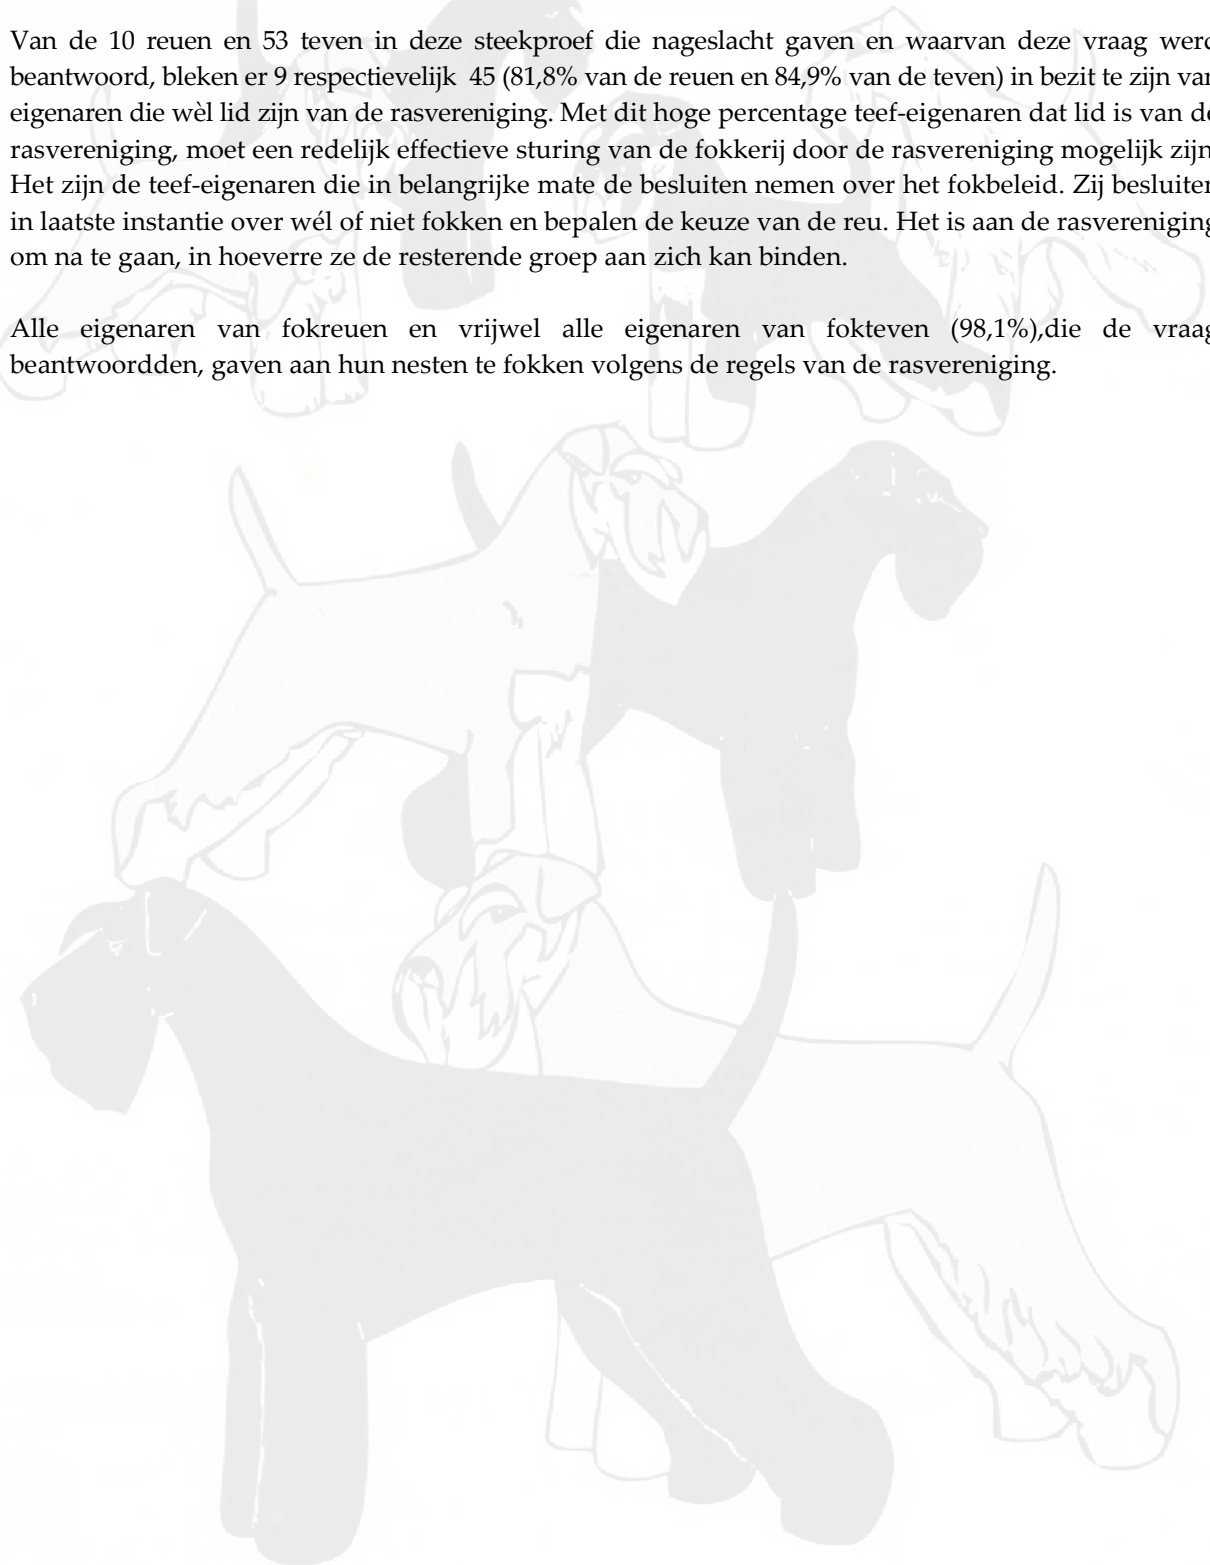 Van de 10 reuen en 53 teven in deze steekproef die nageslacht gaven en waarvan deze vraag werd
beantwoord, bleken er 9 respectievelijk 45 (81,8% van de reuen en 84,9% van de teven) in bezit te zijn van
eigenaren die wèl lid zijn van de rasvereniging. Met dit hoge percentage teef-eigenaren dat lid is van de
rasvereniging, moet een redelijk effectieve sturing van de fokkerij door de rasvereniging mogelijk zijn
Het zijn de teef-eigenaren die in belangrijke mate de besluiten nemen over het fokbeleid. Zij besluiten
in laatste instantie over wél of niet fokken en bepalen de keuze van de reu. Het is aan de rasvereniging
om na te gaan, in hoeverre ze de resterende groep aan zich kan binden.
Alle eigenaren van fokreuen en vrijwel alle eigenaren van fokteven (98,1%),die de vraag
beantwoordden, gaven aan hun nesten te fokken volgens de regels van de rasvereniging.